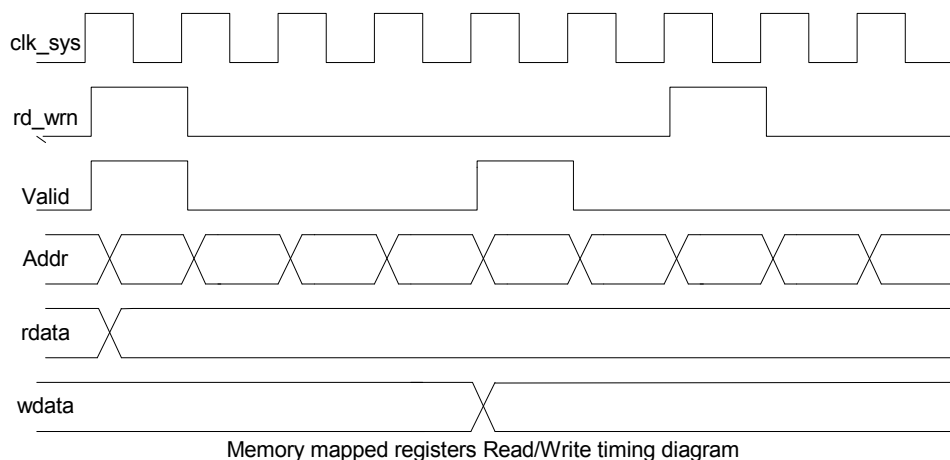 clk_sys
rd_wrn
Valid
Addr
rdata
wdata
Memory mapped registers Read/Write timing diagram